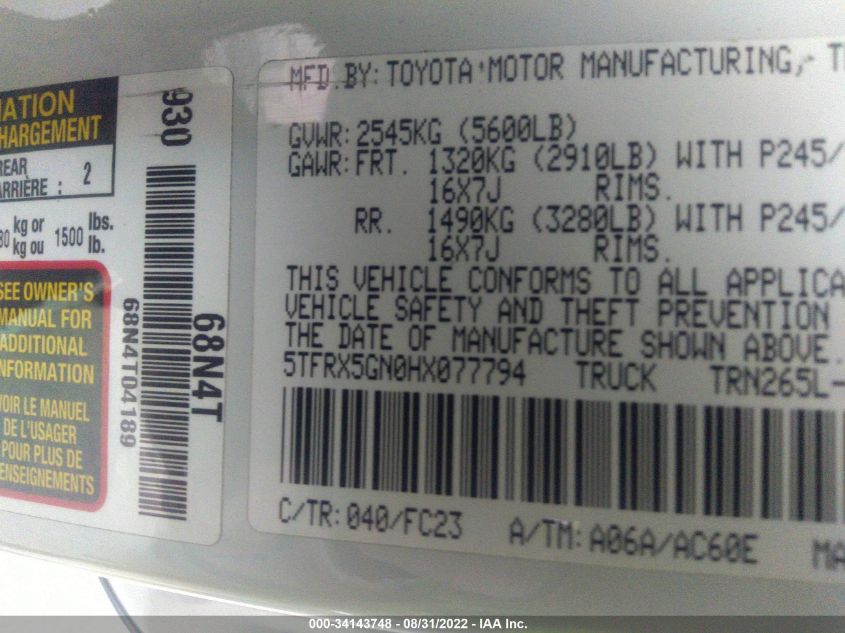 MATION
CHARGEMENT
REAR
ARRIÈRE : 2
kg or 1500 lbs.
kg ou lb.
SEE OWNER'S
MANUAL FOR
ADDITIONAL
INFORMATION
VOIR LE MANUEL
DE L'USAGER
POUR PLUS DE
RENSEIGNEMENTS
930
68N4T04189
68N4T
MFD.BY: TOYOTA MOTOR MANUFACTURING,
GVWR: 2545KG (5600LB)
GAWR: FRT. 1320KG (2910LB) WITH P245/
16X7J RIMS.
RR. 1490KG (3280LB) WITH P245/
16X7J RIMS.
THIS VEHICLE CONFORMS TO ALL APPLICA
VEHICLE SAFETY AND THEFT PREVENTION
THE DATE OF MANUFACTURE SHOWN ABOVE.
5TFRX5GN0HX077794 TRUCK TRN265L-
C/TR: 040/FC23 A/TM: A06A/AC60E MA
000-34143748 - 08/31/2022 - IAA Inc.